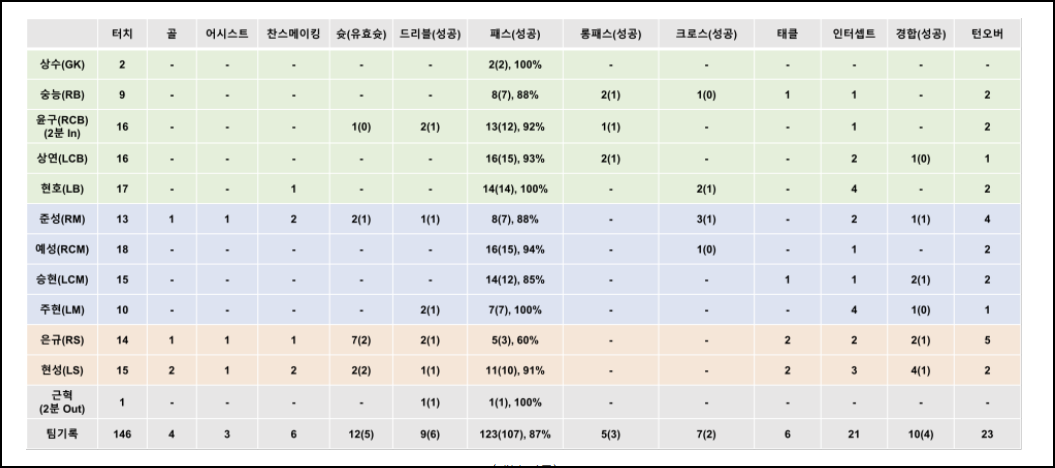 터치 골 어시스트 찬스메이킹 슛(유효슛) 드리블(성공) 패스(성공) 롱패스(성공) 크로스(성공) 태클 인터셉트 경합(성공) 턴오버
상수(GK) 2 - - - - - 2(2), 100% - - - - - -
숭능(RB) 9 - - - - - 8(7), 88% 2(1) 1(0) 1 1 - 2
윤구(RCB)
(2분 In) 16 - - - 1(0) 2(1) 13(12), 92% 1(1) - - 1 - 2
상연(LCB) 16 - - - - - 16(15), 93% 2(1) - - 2 1(0) 1
현호(LB) 17 - - 1 - - 14(14), 100% - 2(1) - 4 - 2
준성(RM) 13 1 1 2 2(1) 1(1) 8(7), 88% - 3(1) - 2 1(1) 4
예성(RCM) 18 - - - - - 16(15), 94% - 1(0) - 1 - 2
승현(LCM) 15 - - - - - 14(12), 85% - - 1 1 2(1) 2
주현(LM) 10 - - - - 2(1) 7(7), 100% - - - 4 1(0) 1
은규(RS) 14 1 1 1 7(2) 2(1) 5(3), 60% - - 2 2 2(1) 5
현성(LS) 15 2 1 2 2(2) 1(1) 11(10), 91% - - 2 3 4(1) 2
근혁
(2분 Out) 1 - - - - 1(1) 1(1), 100% - - - - - -
팀기록 146 4 3 6 12(5) 9(6) 123(107), 87% 5(3) 7(2) 6 21 10(4) 23